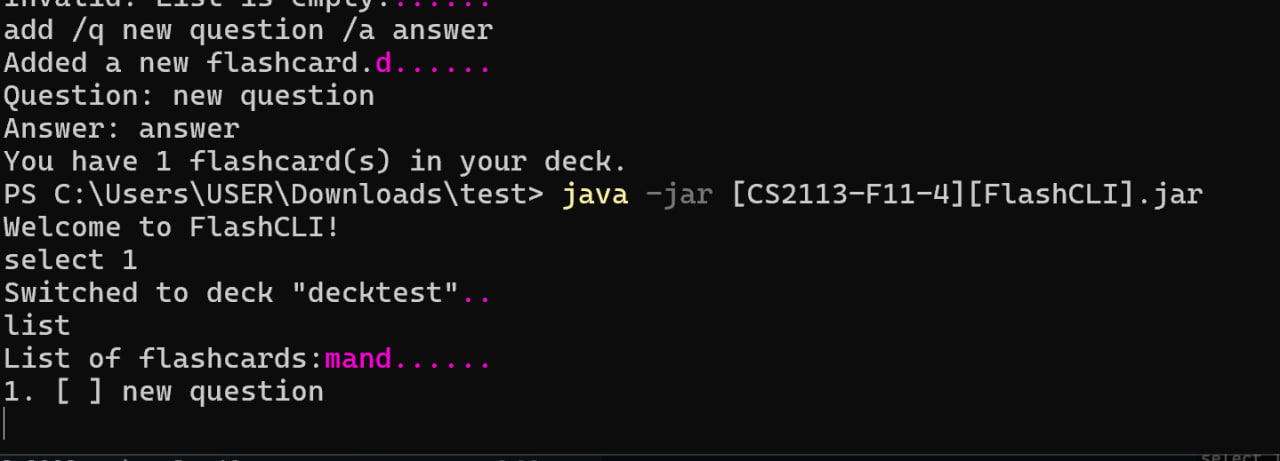 Invalid: List is empty.......
add /q new question /a answer
Added a new flashcard.d......
Question: new question
Answer: answer
You have 1 flashcard(s) in your deck.
PS C:\Users\USER\Downloads\test> java -jar [CS2113-F11-4][FlashCLI].jar
Welcome to FlashCLI!
select 1
Switched to deck "decktest"..
list
List of flashcards:mand......
1. [ ] new question
select